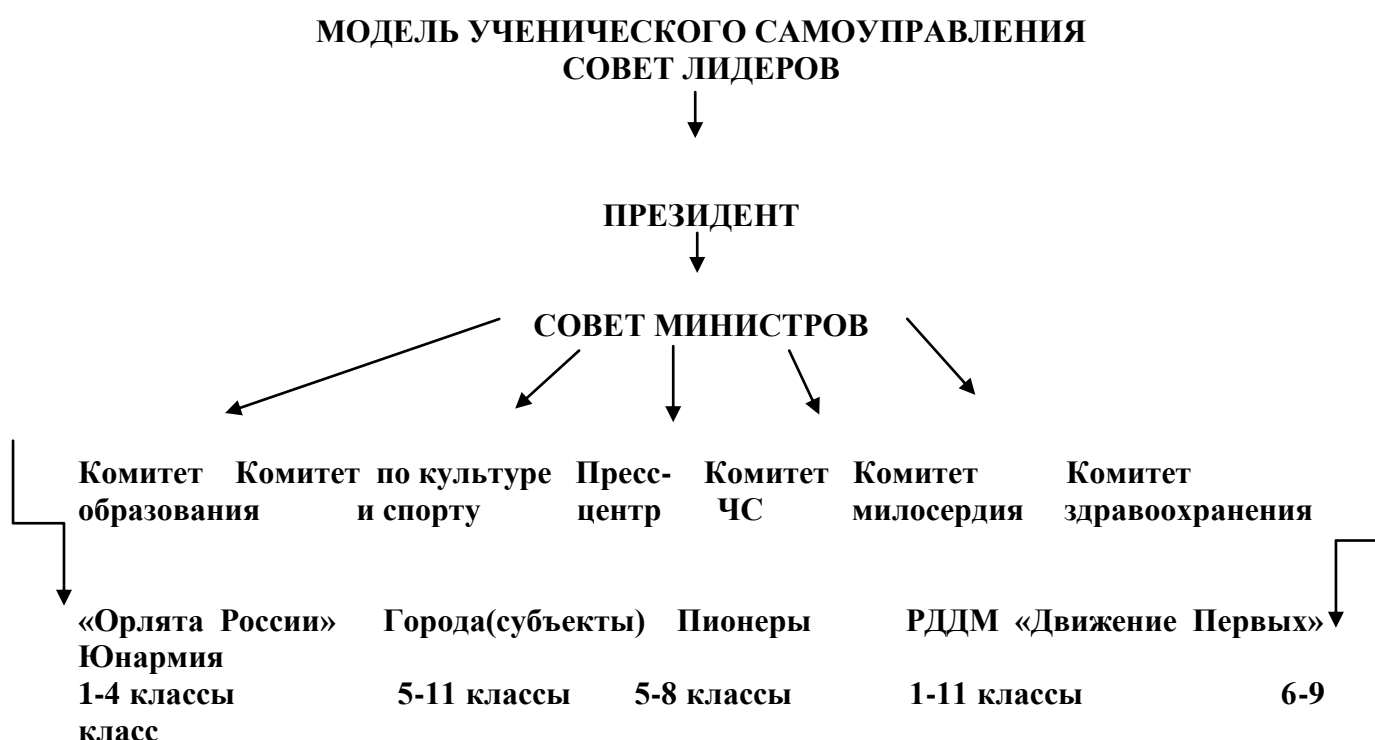 МОДЕЛЬ УЧЕНИЧЕСКОГО САМОУПРАВЛЕНИЯ
СОВЕТ ЛИДЕРОВ
ПРЕЗИДЕНТ
СОВЕТ МИНИСТРОВ
Комитет Комитет по культуре Пресс- Комитет Комитет Комитет
образования и спорту центр ЧС милосердия здравоохранения
«Орлята России» Города(субъекты) Пионеры РДДМ «Движение Первых»
Юнармия
1-4 классы 5-11 классы 5-8 классы 1-11 классы 6-9
класс